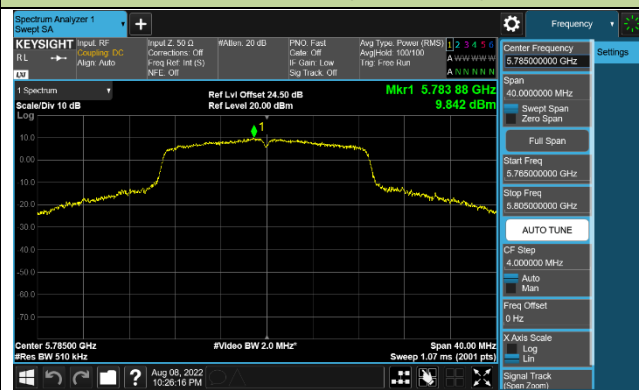 Spectrum Analyzer 1
Swept SA
+
Frequency
KEYSIGHT
RL
LXI
Input: RF
Coupling: DC
Align: Auto
Input Z: 50 Ω
Corrections: Off
Freq Ref: Int (S)
NFE: Off
#Atten: 20 dB
PNO: Fast
Gate: Off
IF Gain: Low
Sig Track: Off
Avg Type: Power (RMS)
Avg|Hold: 100/100
Trig: Free Run
1 2 3 4 5 6
A W W W W W
A N N N N N
Center Frequency
5.785000000 GHz
Settings
Span
40.0000000 MHz
Swept Span
Zero Span
Full Span
Start Freq
5.765000000 GHz
Stop Freq
5.805000000 GHz
AUTO TUNE
CF Step
4.000000 MHz
Auto
Man
Freq Offset
0 Hz
X Axis Scale
Log
Lin
Signal Track
(Span Zoom)
1 Spectrum
Scale/Div 10 dB
Log
Ref Lvl Offset 24.50 dB
Ref Level 20.00 dBm
Mkr1 5.783 88 GHz
9.842 dBm
1
10.0
0.00
-10.0
-20.0
-30.0
-40.0
-50.0
-60.0
-70.0
Center 5.78500 GHz
#Res BW 510 kHz
#Video BW 2.0 MHz*
Span 40.00 MHz
Sweep 1.07 ms (2001 pts)
?
Aug 08, 2022
10:26:16 PM